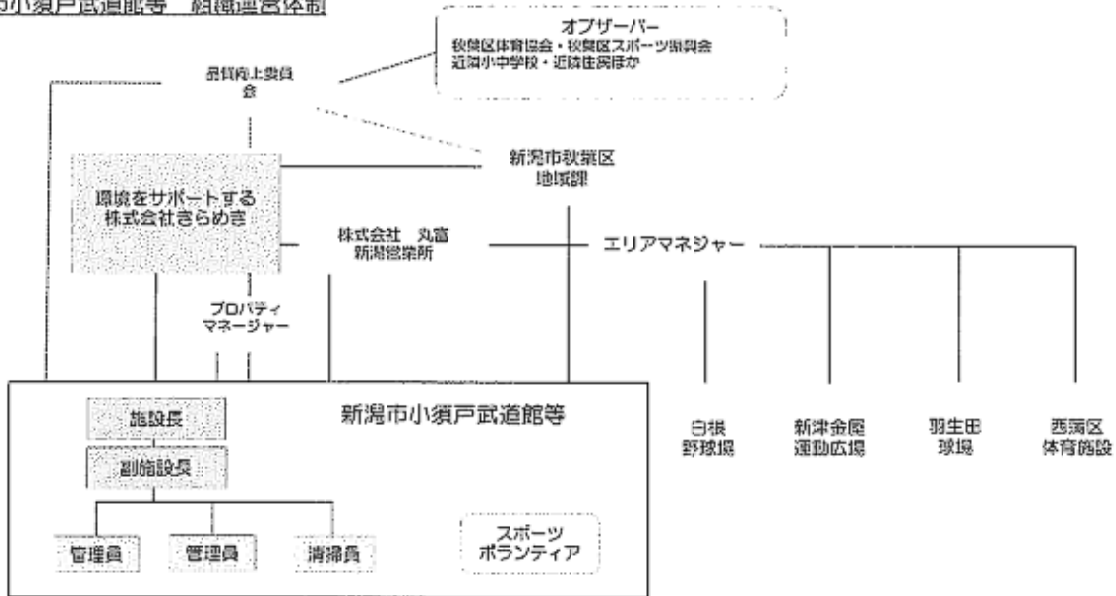 市小須戸武道館等 組織運営体制
オブザーバー
秋葉区体育協会・秋葉区スポーツ振興会
近隣小中学校・近隣住民ほか
品質向上委員
会
新潟市秋葉区
地域課
環境をサポートする
株式会社きらめき
株式会社 丸富
新潟営業所
エリアマネジャー
プロパティ
マネージャー
施設長
新潟市小須戸武道館等
副施設長
管理員
管理員
清掃員
スポーツ
ボランティア
白根
野球場
新津金屋
運動広場
羽生田
球場
西蒲区
体育施設